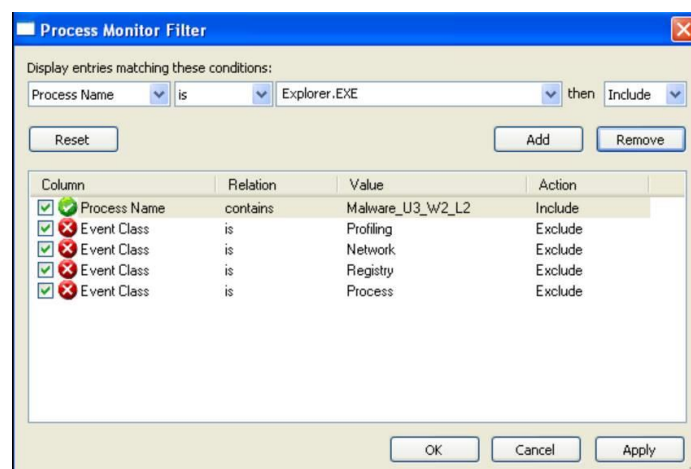 Process Monitor Filter
Display entries matching these conditions:
Process Name is Explorer.EXE then Include
Reset Add Remove
Column Relation Value Action
Process Name contains Malware_U3_W2_L2 Include
Event Class is Profiling Exclude
Event Class is Network Exclude
Event Class is Registry Exclude
Event Class is Process Exclude
OK Cancel Apply